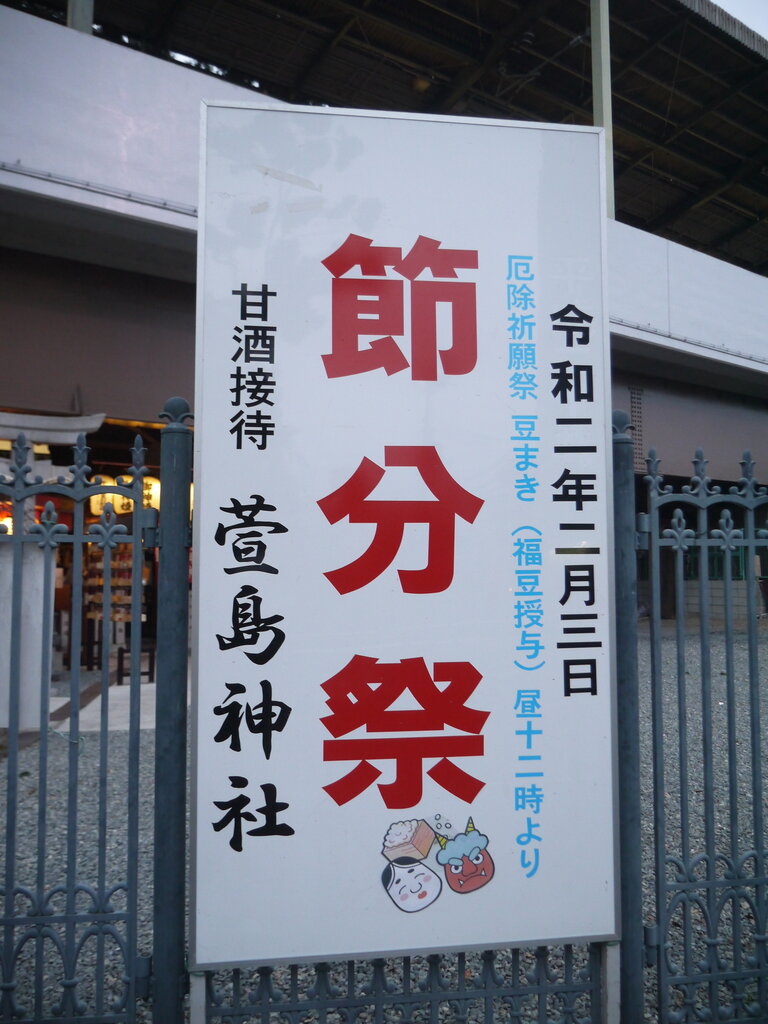 令和二年二月三日
厄除祈願祭 豆まき（福豆授与）昼十二時より
節分祭
甘酒接待
萱島神社